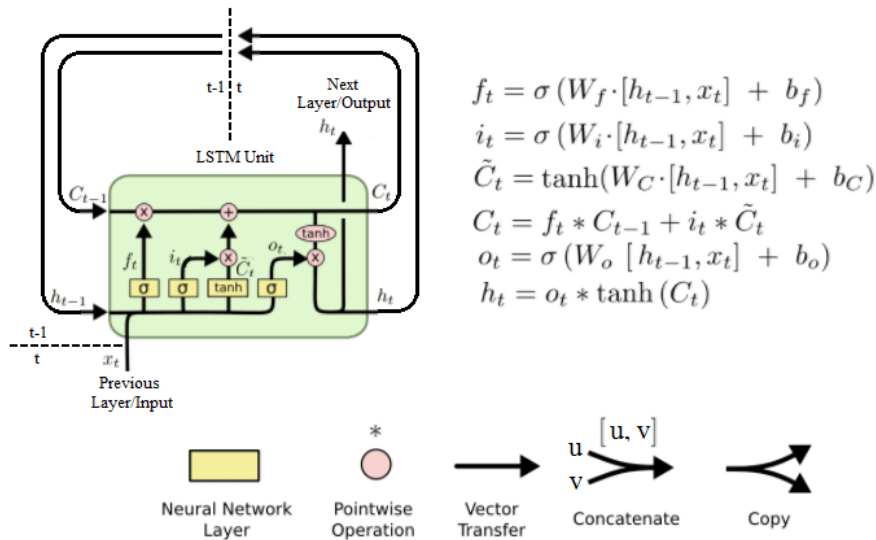 t-1 t
Next
Layer/Output
h_t
LSTM Unit
C_{t-1}
C_t
x
+
tanh
f_t
i_t
x
C̃_t
o_t
x
σ
σ
tanh
σ
h_{t-1}
h_t
t-1
t
x_t
Previous
Layer/Input
f_t = σ (W_f·[h_{t-1}, x_t] + b_f)
i_t = σ (W_i·[h_{t-1}, x_t] + b_i)
C̃_t = tanh(W_C·[h_{t-1}, x_t] + b_C)
C_t = f_t * C_{t-1} + i_t * C̃_t
o_t = σ (W_o [h_{t-1}, x_t] + b_o)
h_t = o_t * tanh (C_t)
*
[u, v]
u
v
Neural Network
Layer
Pointwise
Operation
Vector
Transfer
Concatenate
Copy